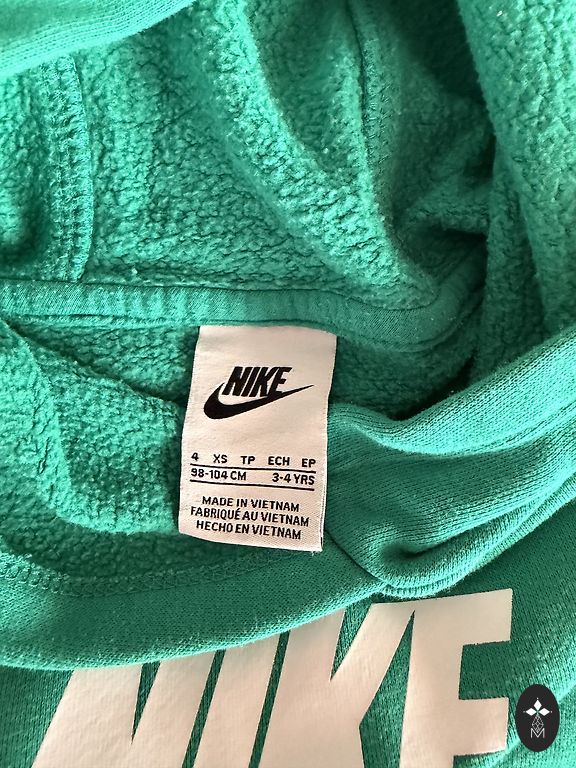 NIKE
4 XS TP ECH EP
98-104 CM 3-4 YRS
MADE IN VIETNAM
FABRIQUÉ AU VIETNAM
HECHO EN VIETNAM
NIKE
M